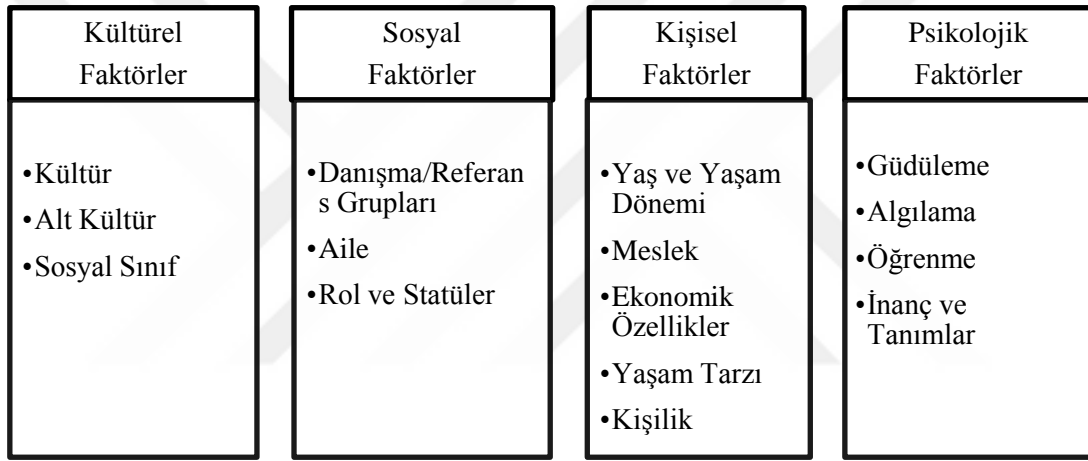 Kültürel
Faktörler
•Kültür
•Alt Kültür
•Sosyal Sınıf
Sosyal
Faktörler
•Danışma/Referan
s Grupları
•Aile
•Rol ve Statüler
Kişisel
Faktörler
•Yaş ve Yaşam
Dönemi
•Meslek
•Ekonomik
Özellikler
•Yaşam Tarzı
•Kişilik
Psikolojik
Faktörler
•Güdüleme
•Algılama
•Öğrenme
•İnanç ve
Tanımlar